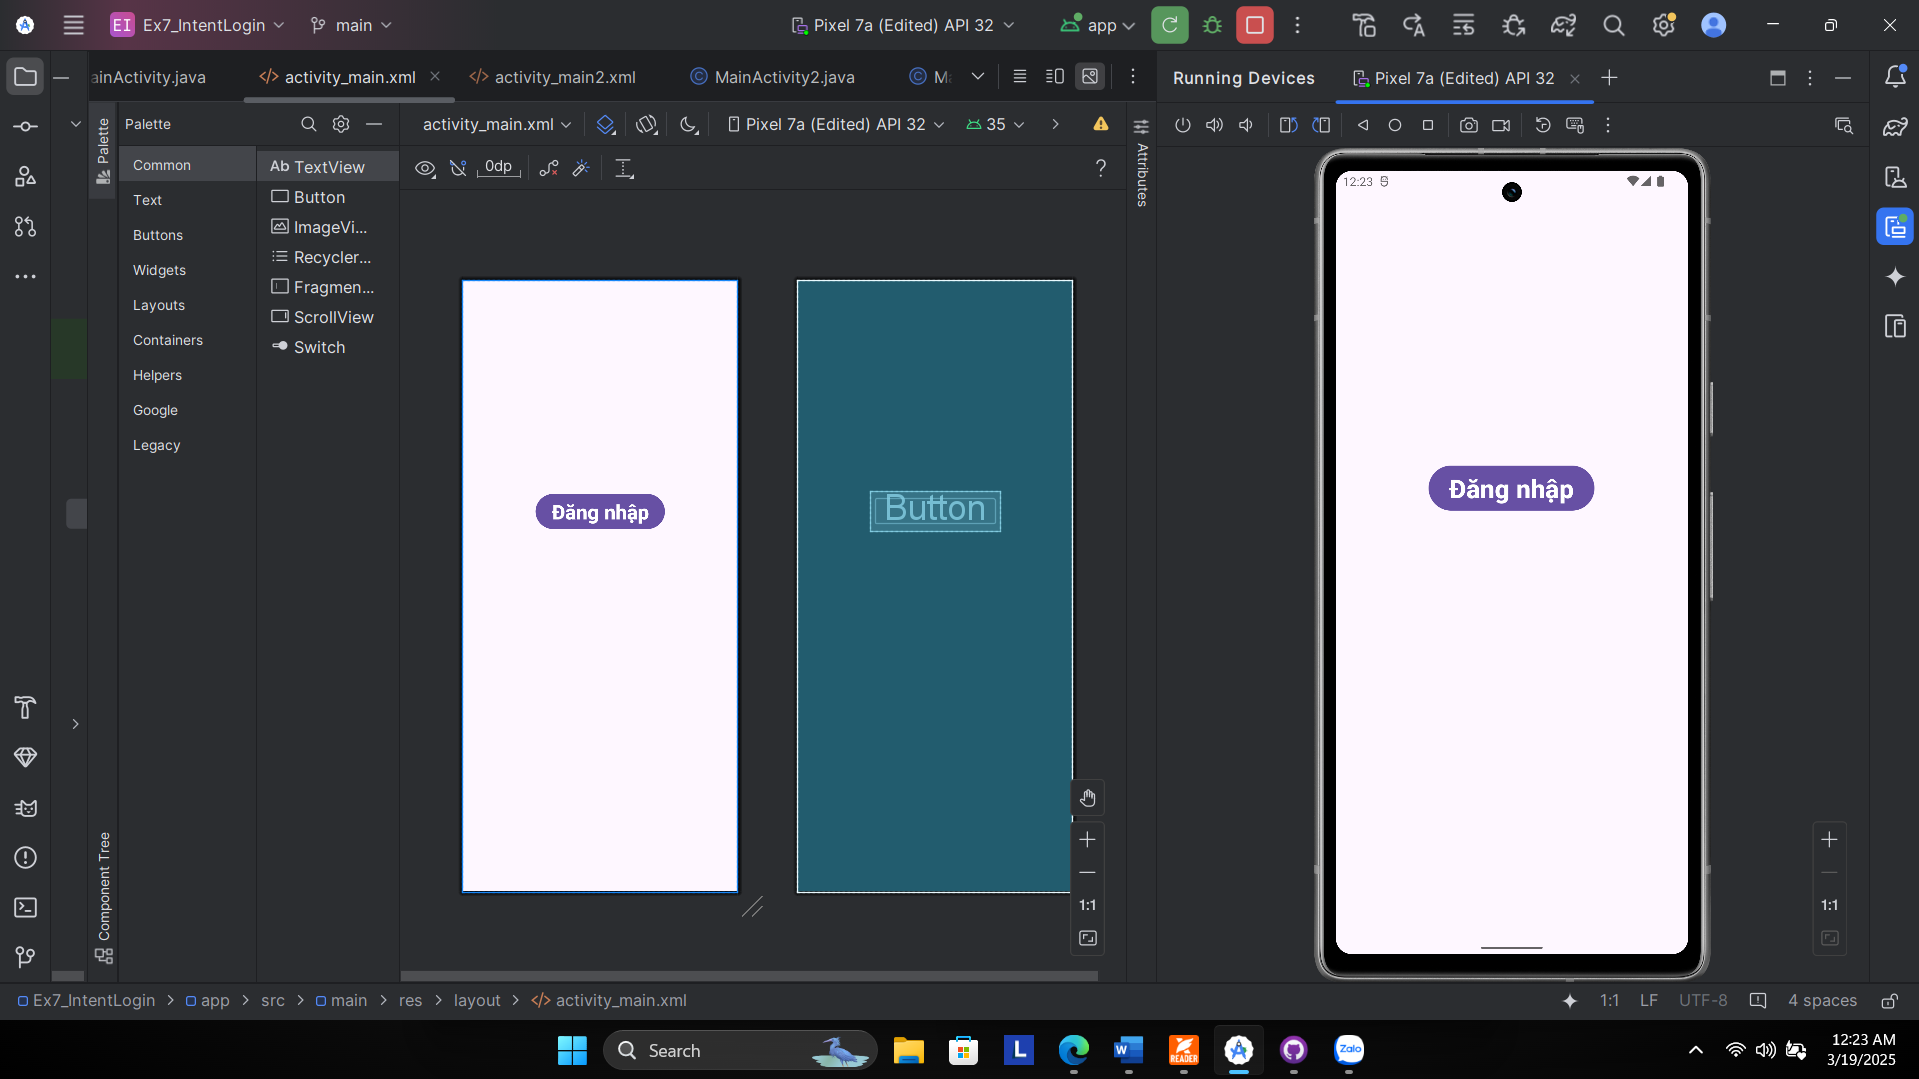 EI Ex7_IntentLogin main Pixel 7a (Edited) API 32 app
ainActivity.java activity_main.xml activity_main2.xml MainActivity2.java Ma
Running Devices Pixel 7a (Edited) API 32
Palette
Palette
activity_main.xml Pixel 7a (Edited) API 32 35
Attributes
Common
Text
Buttons
Widgets
Layouts
Containers
Helpers
Google
Legacy
Ab TextView
Button
ImageVi...
Recycler...
Fragmen...
ScrollView
Switch
0dp
?
Đăng nhập
Button
1:1
12:23
Đăng nhập
1:1
Component Tree
Ex7_IntentLogin > app > src > main > res > layout > activity_main.xml
1:1 LF UTF-8 4 spaces
Search
L
W
READER
Zalo
12:23 AM
3/19/2025